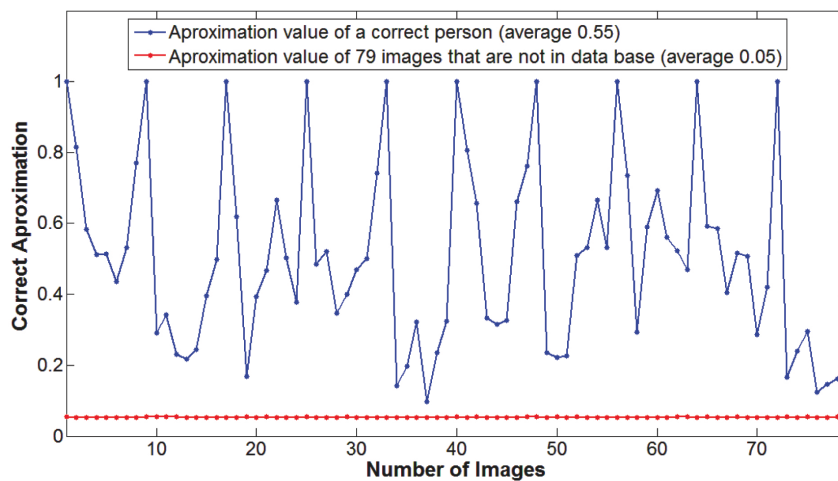 Aproximation value of a correct person (average 0.55)
Aproximation value of 79 images that are not in data base (average 0.05)
1
0.8
0.6
0.4
0.2
0
Correct Aproximation
10 20 30 40 50 60 70
Number of Images